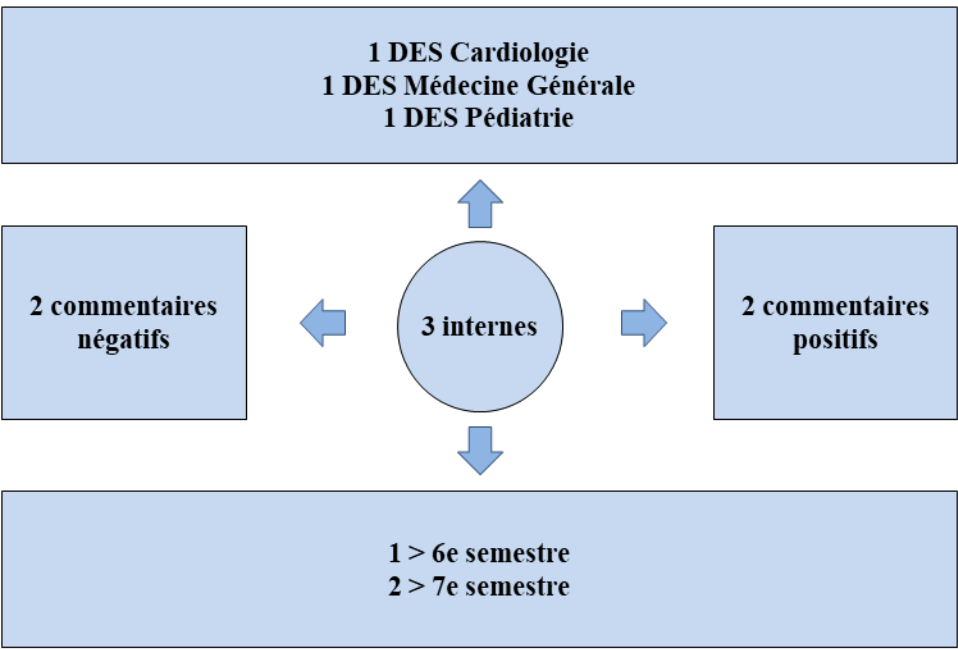 1 DES Cardiologie
1 DES Médecine Générale
1 DES Pédiatrie
2 commentaires
négatifs
3 internes
2 commentaires
positifs
1 > 6e semestre
2 > 7e semestre